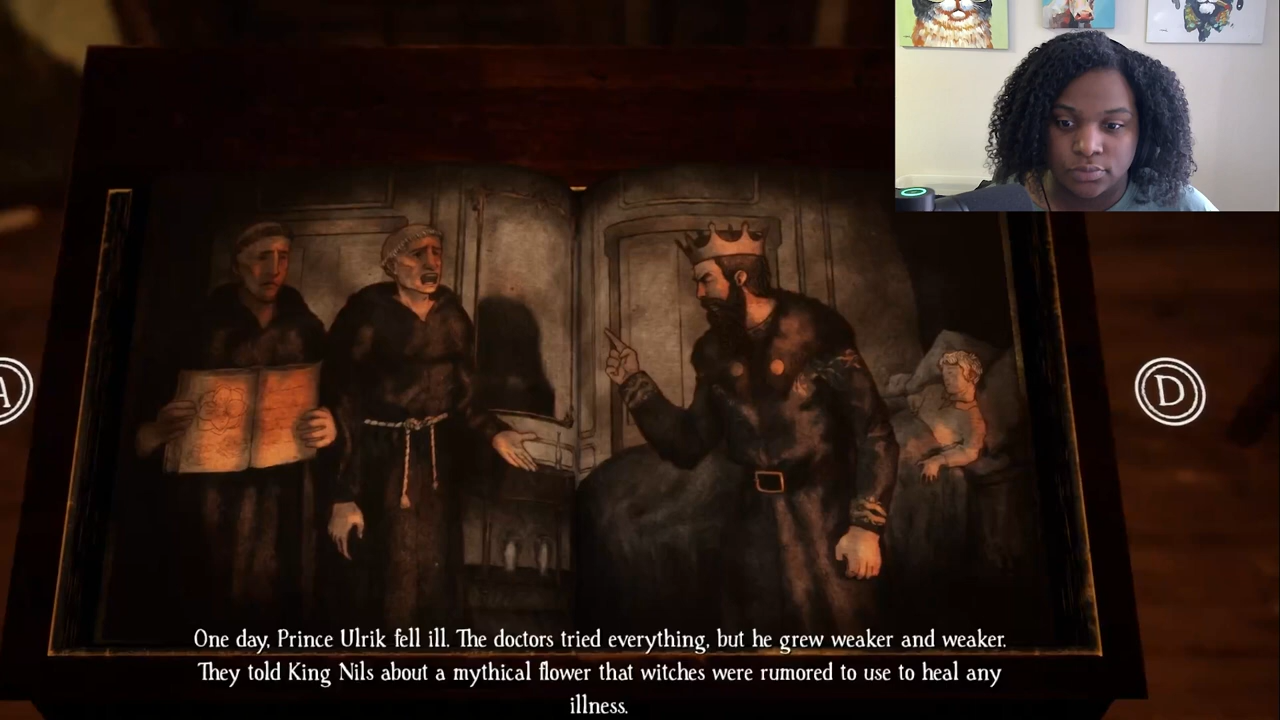 A
D
One day, Prince Ulrik fell ill. The doctors tried everything, but he grew weaker and weaker.
They told King Nils about a mythical flower that witches were rumored to use to heal any
illness.